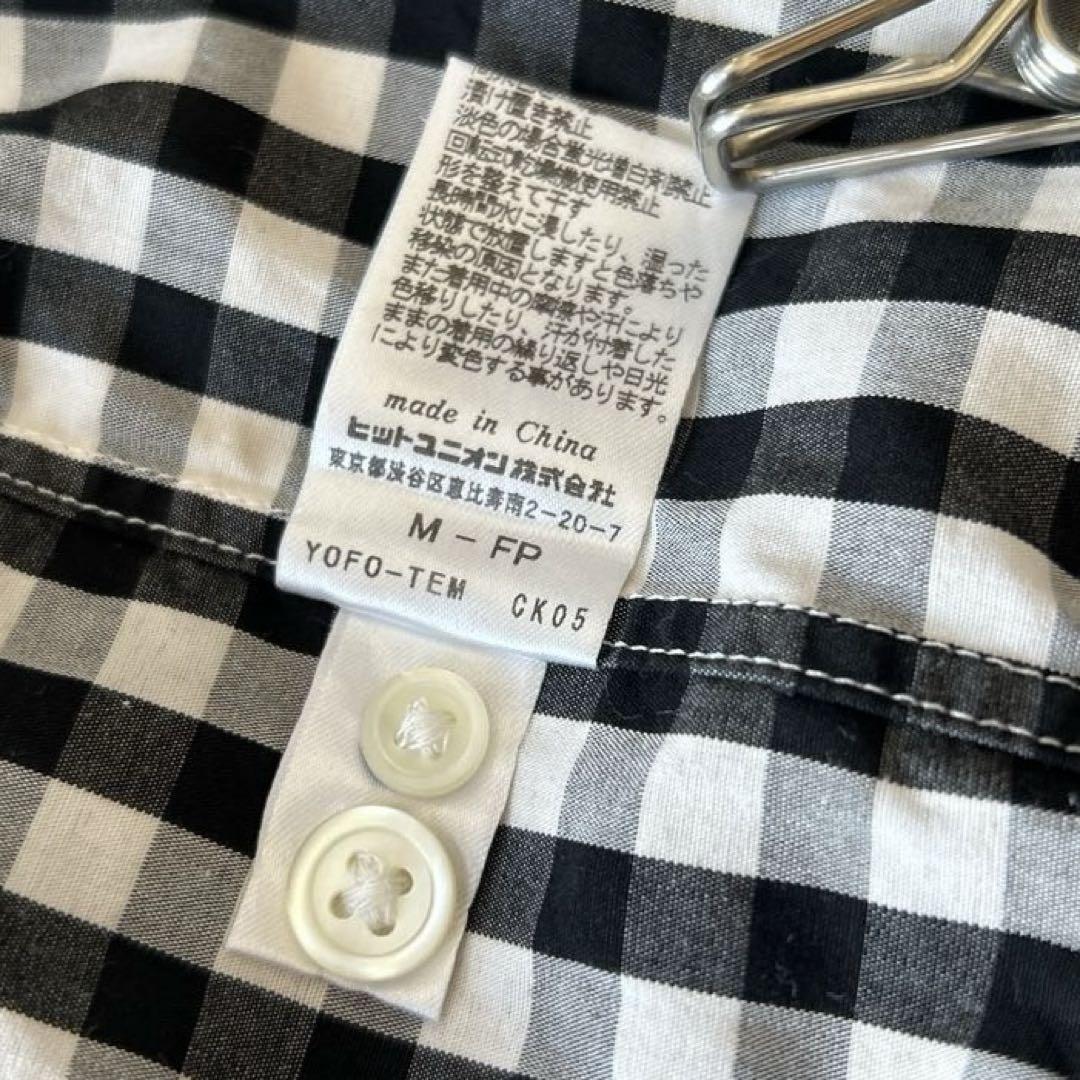 漬け置き禁止
淡色の場合蛍光増白剤禁止
回転式乾燥機使用禁止
形を整えて干す
長時間水に浸したり、湿った
状態で放置しますと色落ちや
移染の原因となります。
また着用中の摩擦や汗により
色移りしたり、汗が付着した
ままの着用の繰り返しや日光
により変色する事があります。
made in China
ヒットユニオン株式会社
東京都渋谷区恵比寿南2-20-7
M - FP
YOFO-TEM CK05